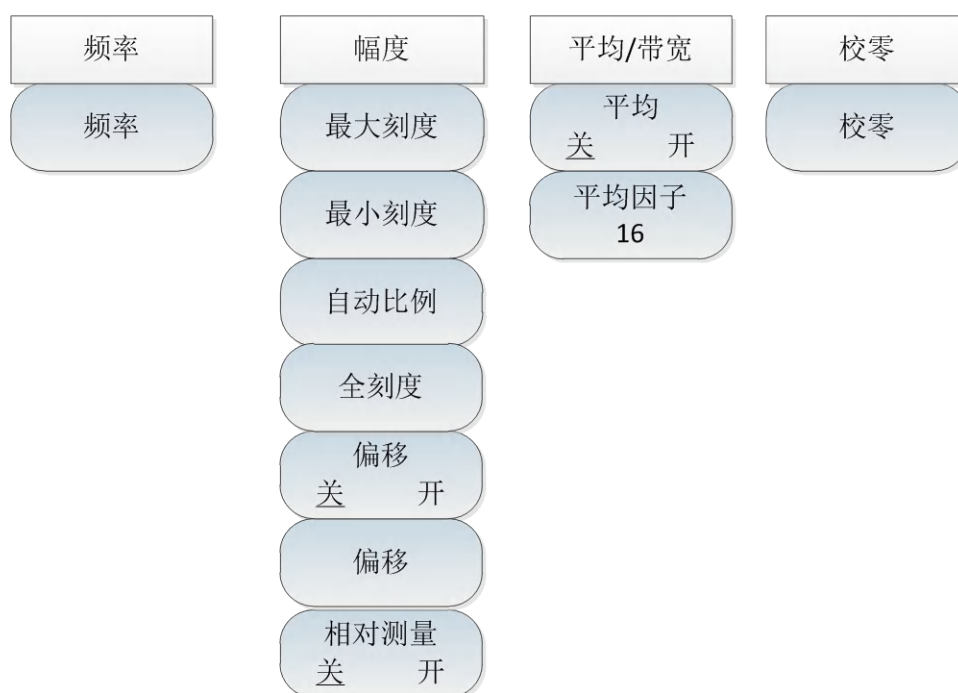 频率
频率
幅度
最大刻度
最小刻度
自动比例
全刻度
偏移
关 开
偏移
相对测量
关 开
平均/带宽
平均
关 开
平均因子
16
校零
校零